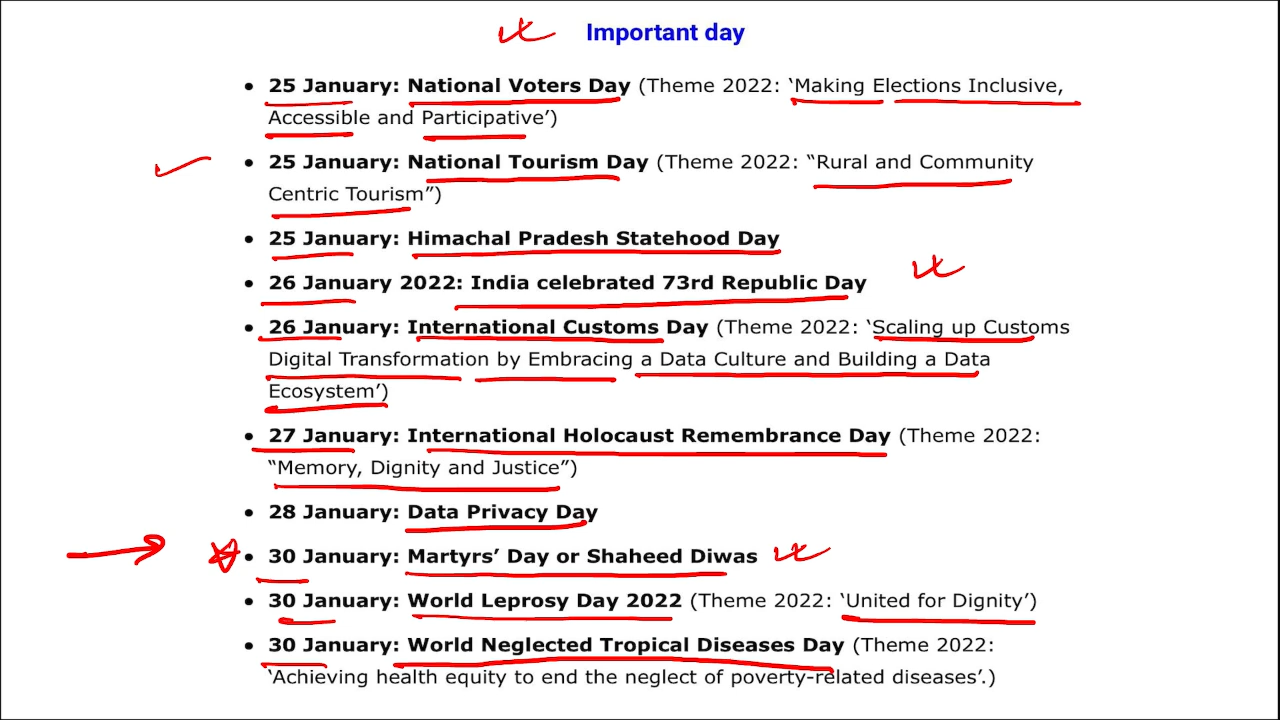 Important day
• 25 January: National Voters Day (Theme 2022: ‘Making Elections Inclusive,
Accessible and Participative’)
• 25 January: National Tourism Day (Theme 2022: “Rural and Community
Centric Tourism”)
• 25 January: Himachal Pradesh Statehood Day
• 26 January 2022: India celebrated 73rd Republic Day
• 26 January: International Customs Day (Theme 2022: ‘Scaling up Customs
Digital Transformation by Embracing a Data Culture and Building a Data
Ecosystem’)
• 27 January: International Holocaust Remembrance Day (Theme 2022:
“Memory, Dignity and Justice”)
• 28 January: Data Privacy Day
• 30 January: Martyrs’ Day or Shaheed Diwas
• 30 January: World Leprosy Day 2022 (Theme 2022: ‘United for Dignity’)
• 30 January: World Neglected Tropical Diseases Day (Theme 2022:
‘Achieving health equity to end the neglect of poverty-related diseases’.)